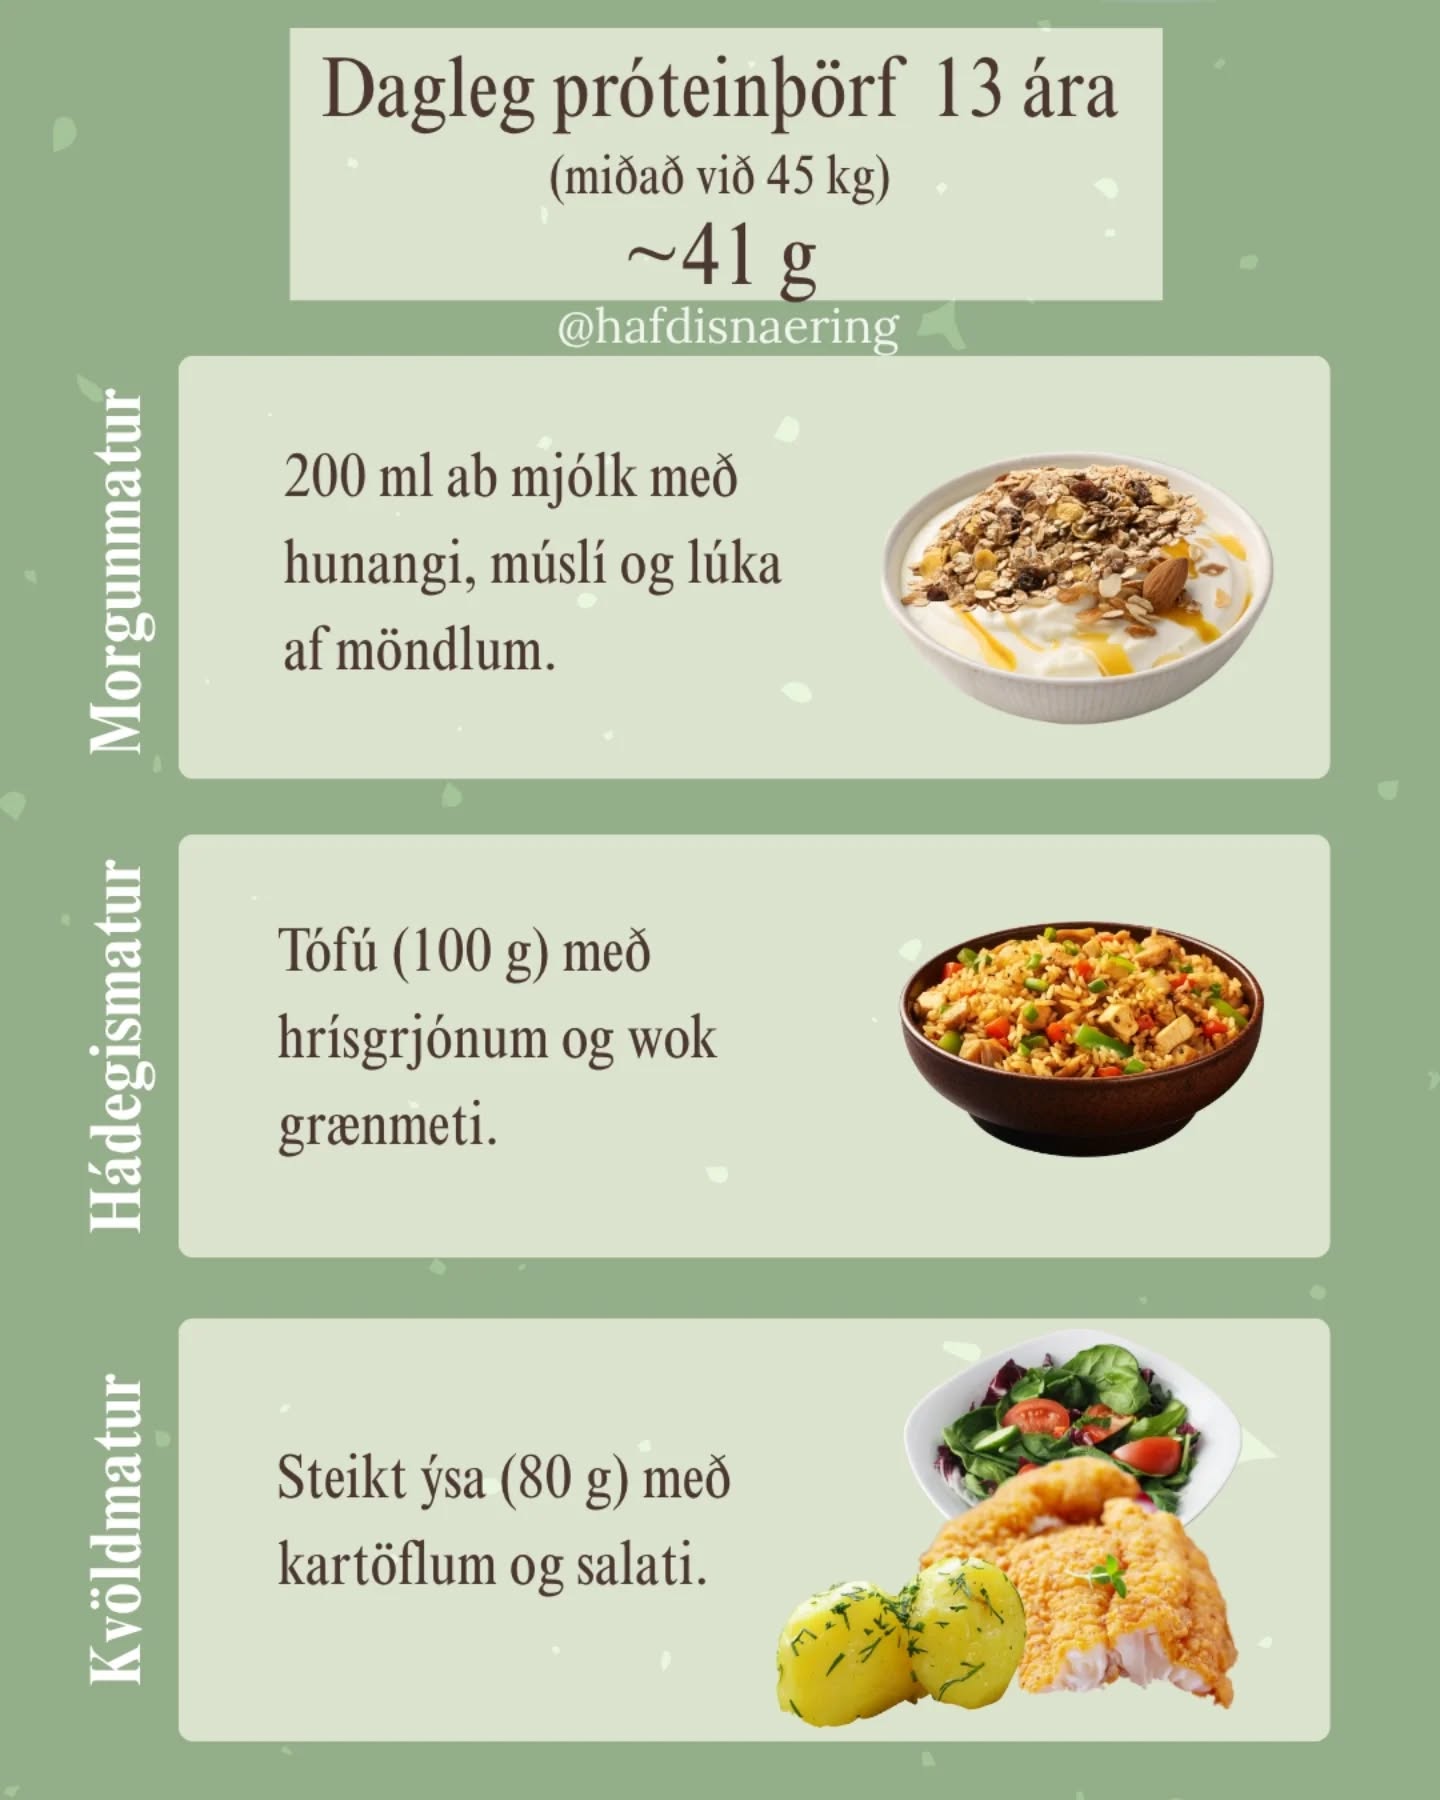 Dagleg próteinþörf 13 ára
(miðað við 45 kg)
~41 g
@hafdisnaering
Morgunmatur
200 ml ab mjólk með
hunangi, múslí og lúka
af möndlum.
Hádegismatur
Tófú (100 g) með
hrísgrjónum og wok
grænmeti.
Kvöldmatur
Steikt ýsa (80 g) með
kartöflum og salati.